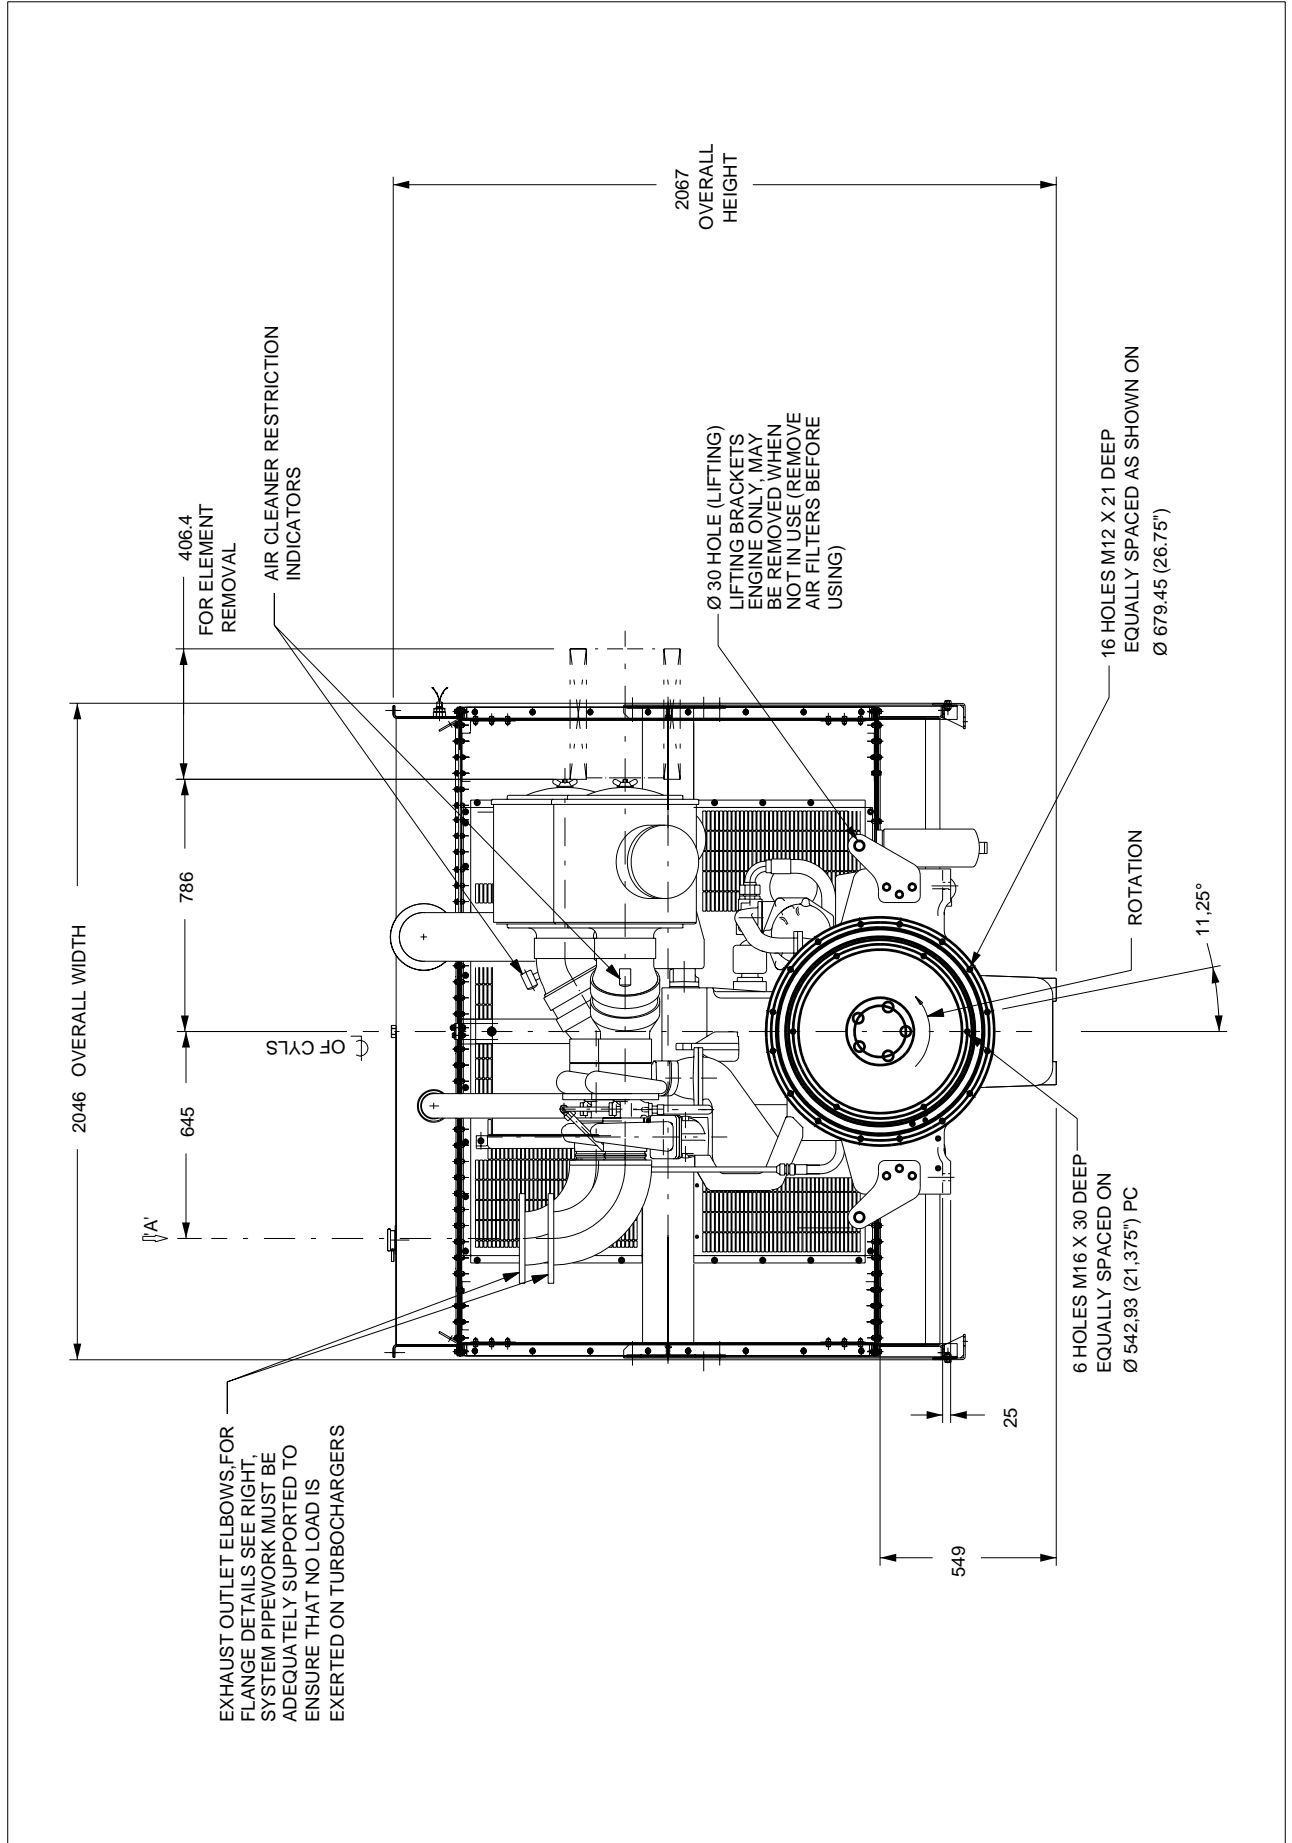 EXHAUST OUTLET ELBOWS,FOR
FLANGE DETAILS SEE RIGHT,
SYSTEM PIPEWORK MUST BE
ADEQUATELY SUPPORTED TO
ENSURE THAT NO LOAD IS
EXERTED ON TURBOCHARGERS
2046 OVERALL WIDTH
'A'
645
786
406.4
FOR ELEMENT
REMOVAL
OF CYLS
AIR CLEANER RESTRICTION
INDICATORS
2067
OVERALL
HEIGHT
Ø 30 HOLE (LIFTING)
LIFTING BRACKETS
ENGINE ONLY, MAY
BE REMOVED WHEN
NOT IN USE (REMOVE
AIR FILTERS BEFORE
USING)
16 HOLES M12 X 21 DEEP
EQUALLY SPACED AS SHOWN ON
Ø 679.45 (26.75")
ROTATION
11,25°
6 HOLES M16 X 30 DEEP
EQUALLY SPACED ON
Ø 542,93 (21,375") PC
25
549